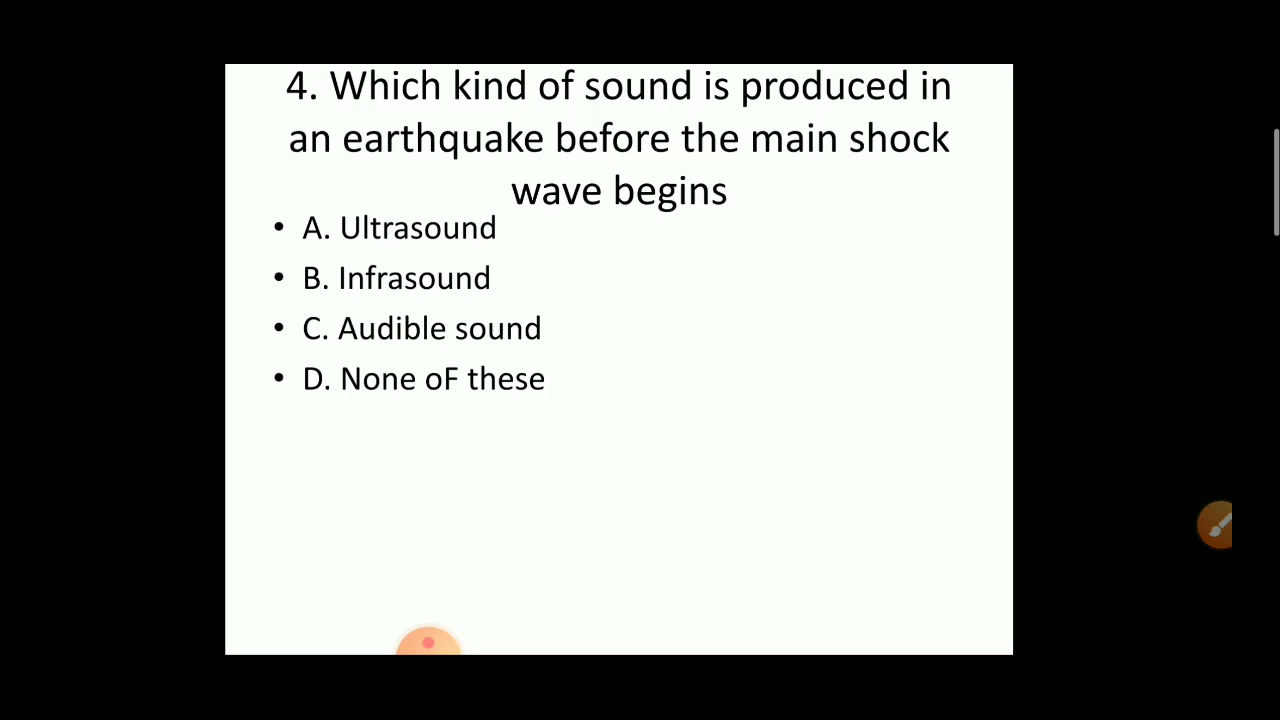 4. Which kind of sound is produced in
an earthquake before the main shock
wave begins
• A. Ultrasound
• B. Infrasound
• C. Audible sound
• D. None oF these